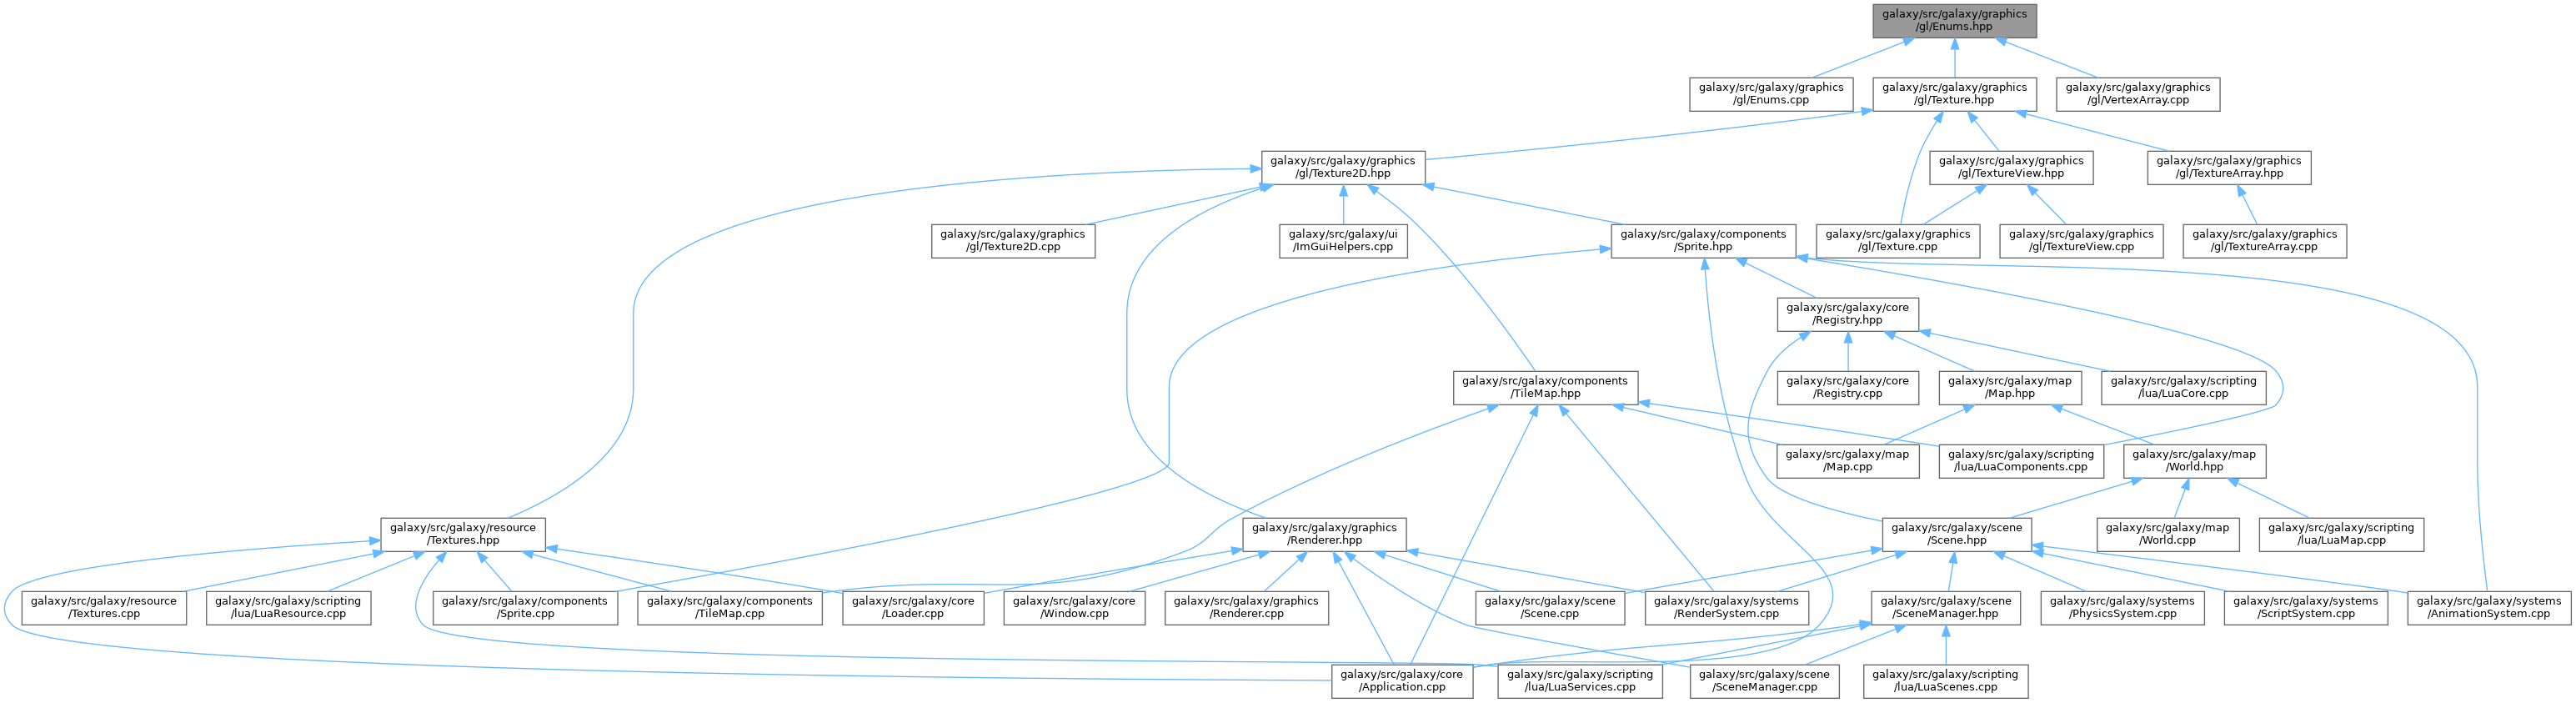 galaxy/src/galaxy/graphics
/gl/Enums.hpp
galaxy/src/galaxy/graphics
/gl/Enums.cpp
galaxy/src/galaxy/graphics
/gl/Texture.hpp
galaxy/src/galaxy/graphics
/gl/VertexArray.cpp
galaxy/src/galaxy/graphics
/gl/Texture2D.hpp
galaxy/src/galaxy/graphics
/gl/TextureView.hpp
galaxy/src/galaxy/graphics
/gl/TextureArray.hpp
galaxy/src/galaxy/graphics
/gl/Texture2D.cpp
galaxy/src/galaxy/ui
/ImGuiHelpers.cpp
galaxy/src/galaxy/components
/Sprite.hpp
galaxy/src/galaxy/graphics
/gl/Texture.cpp
galaxy/src/galaxy/graphics
/gl/TextureView.cpp
galaxy/src/galaxy/graphics
/gl/TextureArray.cpp
galaxy/src/galaxy/core
/Registry.hpp
galaxy/src/galaxy/components
/TileMap.hpp
galaxy/src/galaxy/core
/Registry.cpp
galaxy/src/galaxy/map
/Map.hpp
galaxy/src/galaxy/scripting
/lua/LuaCore.cpp
galaxy/src/galaxy/map
/Map.cpp
galaxy/src/galaxy/scripting
/lua/LuaComponents.cpp
galaxy/src/galaxy/map
/World.hpp
galaxy/src/galaxy/resource
/Textures.hpp
galaxy/src/galaxy/graphics
/Renderer.hpp
galaxy/src/galaxy/scene
/Scene.hpp
galaxy/src/galaxy/map
/World.cpp
galaxy/src/galaxy/scripting
/lua/LuaMap.cpp
galaxy/src/galaxy/resource
/Textures.cpp
galaxy/src/galaxy/scripting
/lua/LuaResource.cpp
galaxy/src/galaxy/components
/Sprite.cpp
galaxy/src/galaxy/components
/TileMap.cpp
galaxy/src/galaxy/core
/Loader.cpp
galaxy/src/galaxy/core
/Window.cpp
galaxy/src/galaxy/graphics
/Renderer.cpp
galaxy/src/galaxy/scene
/Scene.cpp
galaxy/src/galaxy/systems
/RenderSystem.cpp
galaxy/src/galaxy/scene
/SceneManager.hpp
galaxy/src/galaxy/systems
/PhysicsSystem.cpp
galaxy/src/galaxy/systems
/ScriptSystem.cpp
galaxy/src/galaxy/systems
/AnimationSystem.cpp
galaxy/src/galaxy/core
/Application.cpp
galaxy/src/galaxy/scripting
/lua/LuaServices.cpp
galaxy/src/galaxy/scene
/SceneManager.cpp
galaxy/src/galaxy/scripting
/lua/LuaScenes.cpp